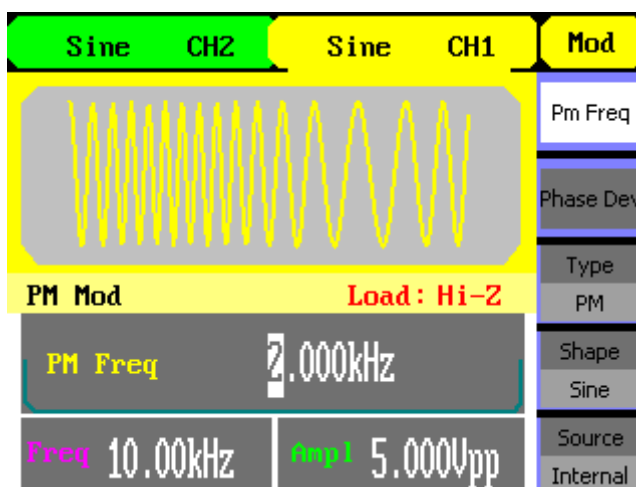 Sine CH2 Sine CH1 Mod
Pm Freq
Phase Dev
PM Mod Load: Hi-Z
Type
PM
PM Freq 2.000kHz
Shape
Sine
Freq 10.00kHz Ampl 5.000Vpp
Source
Internal